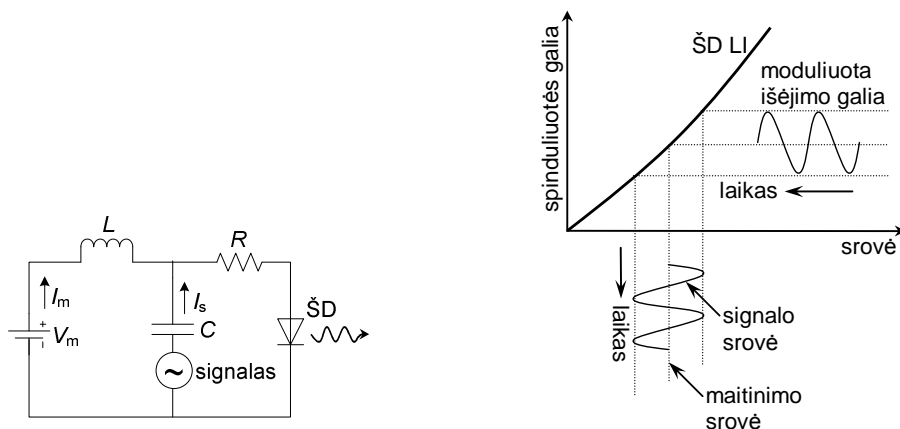 L
R
I_m
I_s
ŠD
+
V_m
C
~
signalas
spinduliuotės galia
ŠD LI
moduliuota
išėjimo galia
laikas
srovė
laikas
signalo
srovė
maitinimo
srovė